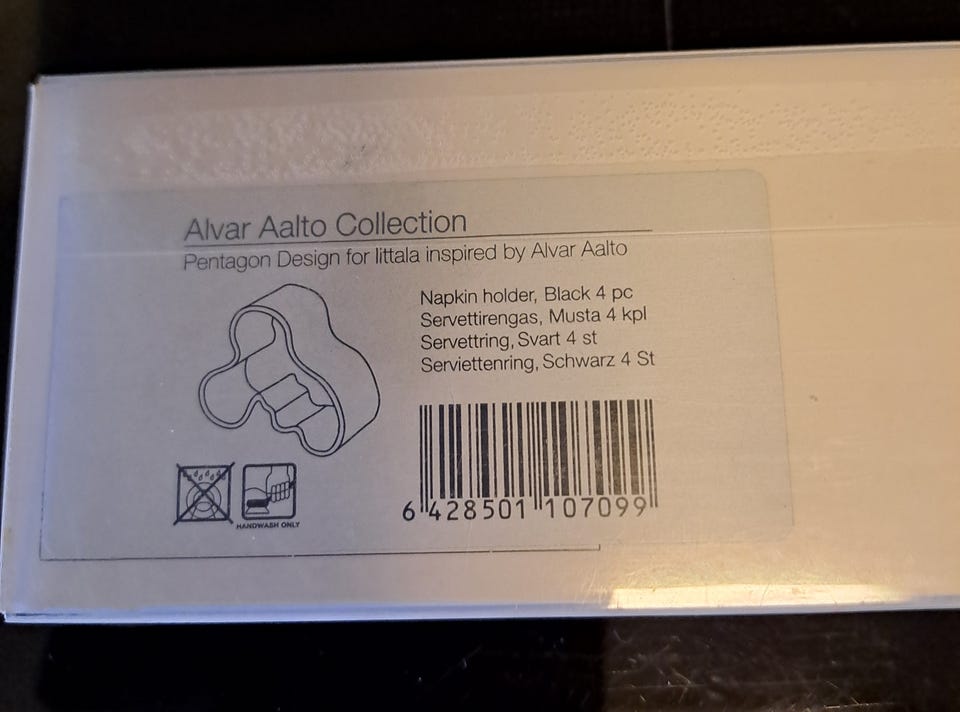 Alvar Aalto Collection
Pentagon Design for Iittala inspired by Alvar Aalto
Napkin holder, Black 4 pc
Servettirengas, Musta 4 kpl
Servettring, Svart 4 st
Serviettenring, Schwarz 4 St
6 428501 107099
HANDWASH ONLY